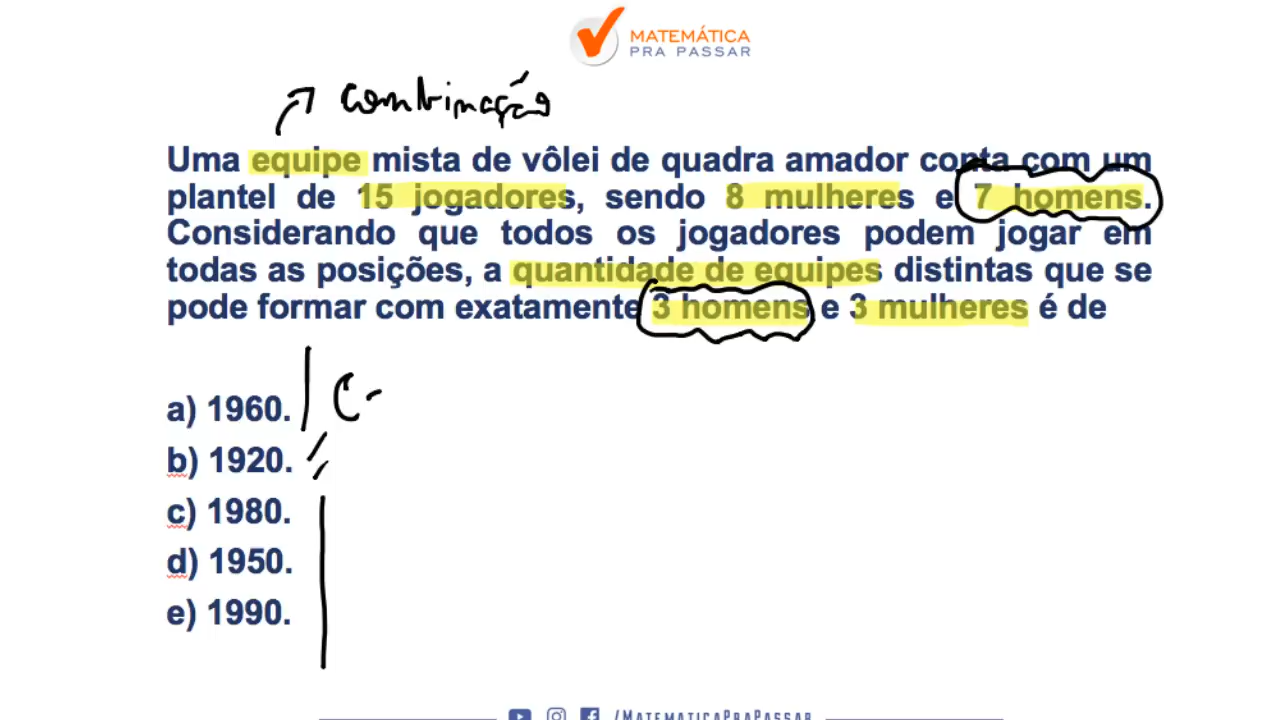 MATEMÁTICA
PRA PASSAR
combinação
Uma equipe mista de vôlei de quadra amador conta com um
plantel de 15 jogadores, sendo 8 mulheres e 7 homens.
Considerando que todos os jogadores podem jogar em
todas as posições, a quantidade de equipes distintas que se
pode formar com exatamente 3 homens e 3 mulheres é de
a) 1960.
C
b) 1920.
c) 1980.
d) 1950.
e) 1990.
/MATEMATICAPRAPASSAR